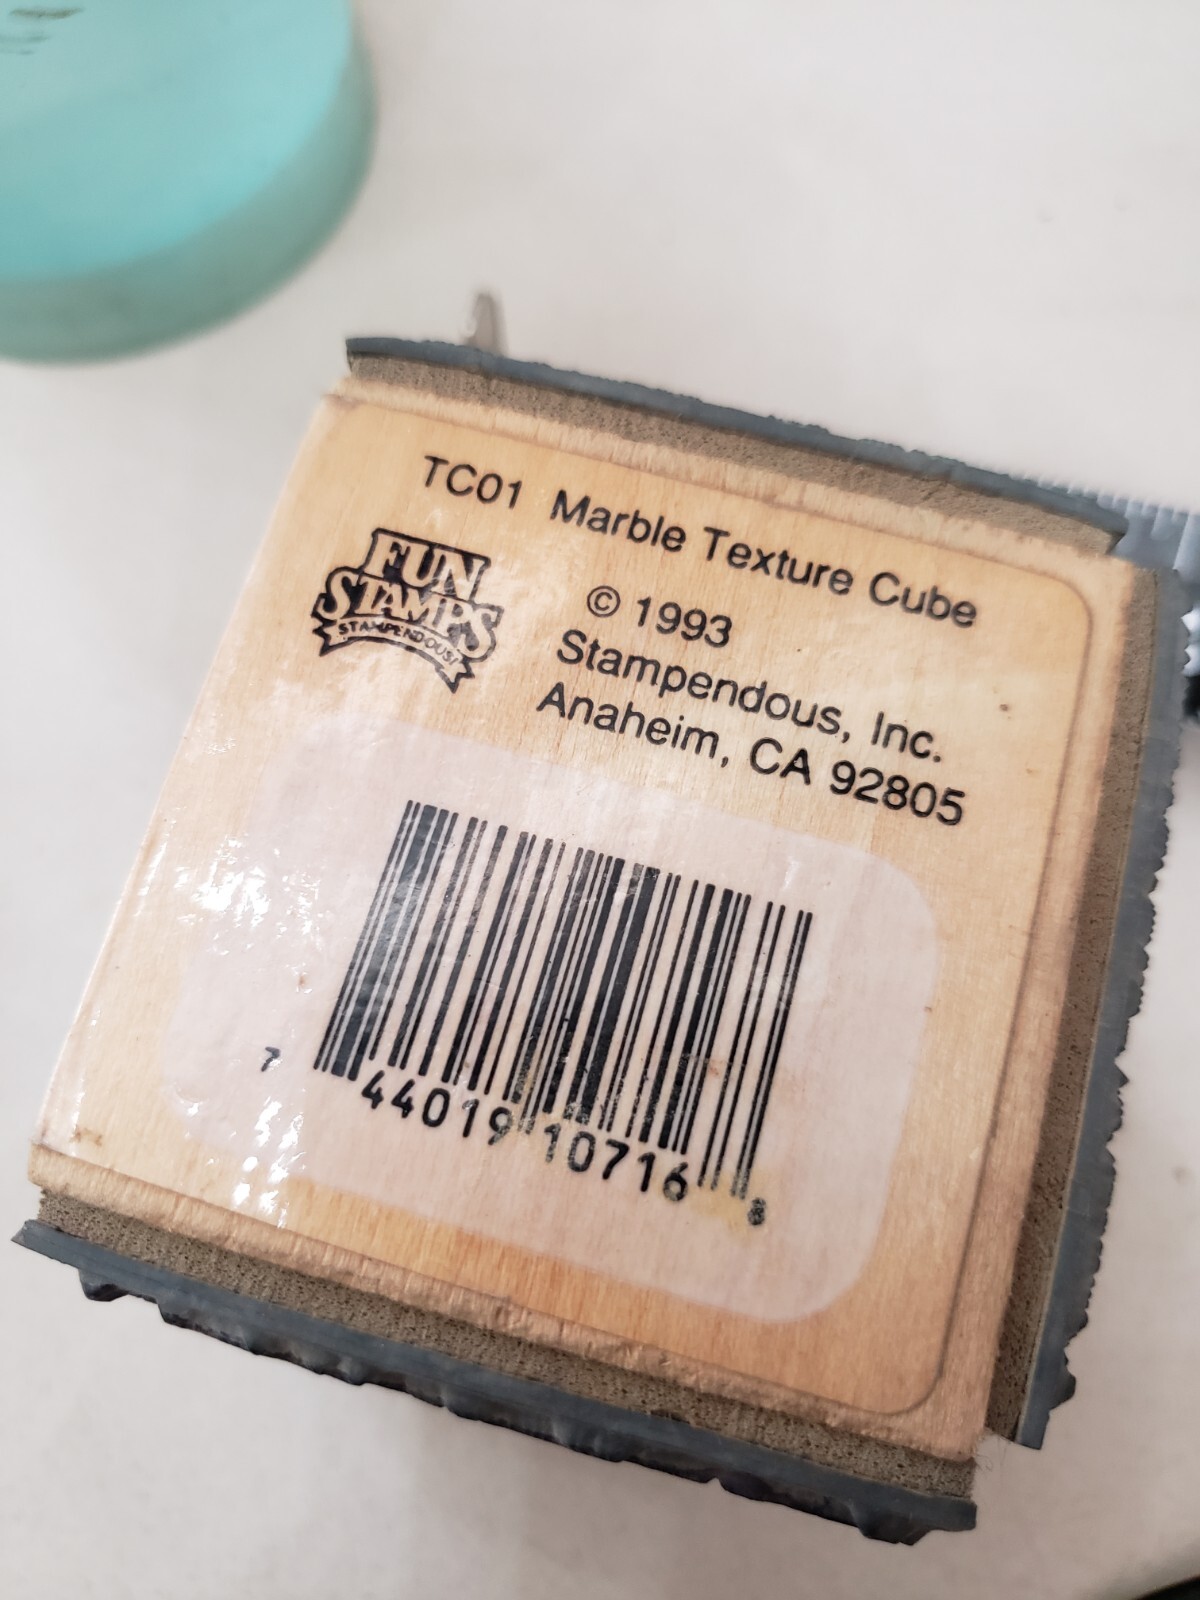 TC01 Marble Texture Cube
FUN
STAMPS
STAMPENDOUS!
© 1993
Stampendous, Inc.
Anaheim, CA 92805
7 44019 10716 8